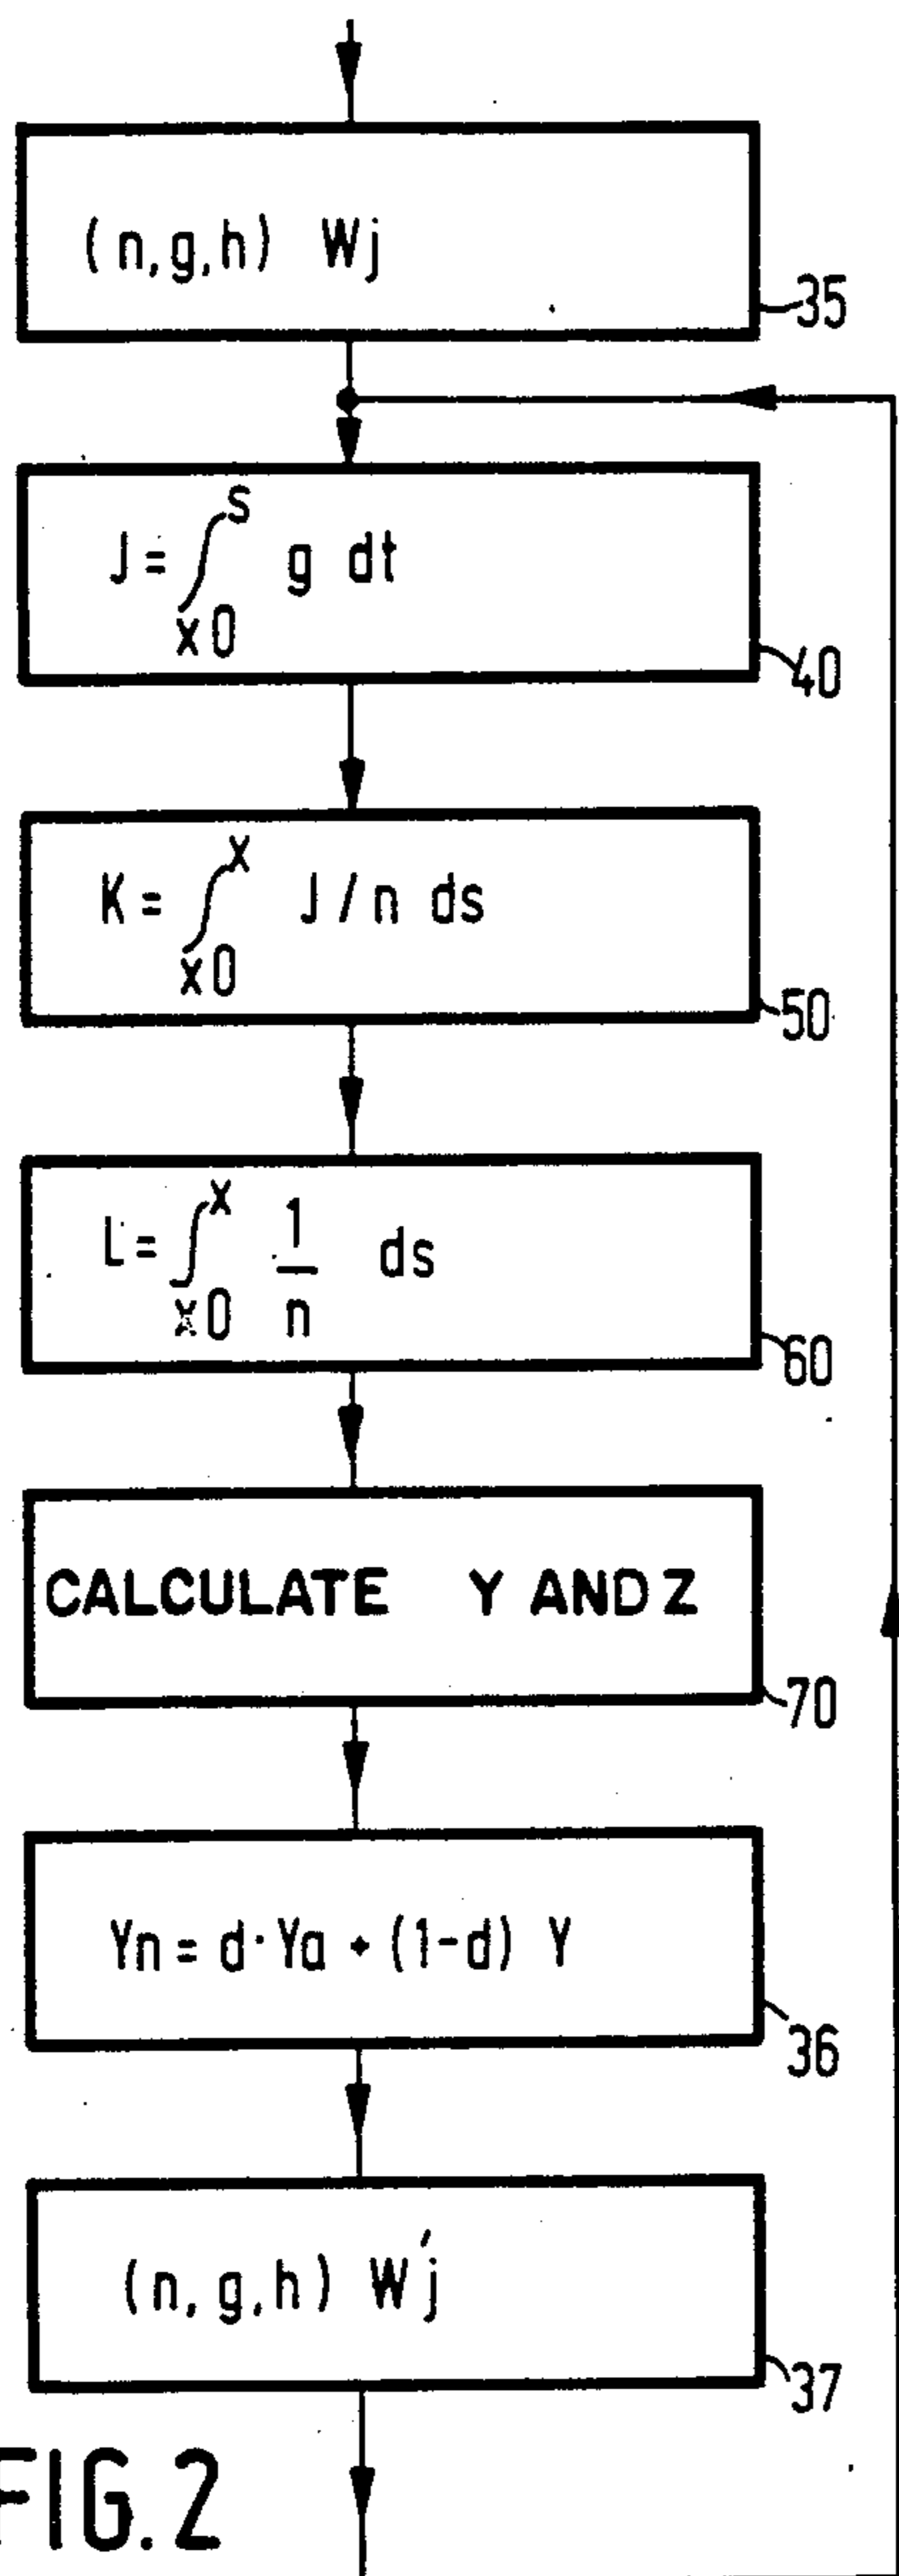 (n,g,h) Wj
35
J = ∫ S x0 g dt
40
K = ∫ x x0 J / n ds
50
L = ∫ x x0 1/n ds
60
CALCULATE Y AND Z
70
Yn = d · Ya + (1-d) Y
36
(n, g, h) W'j
37
FIG. 2